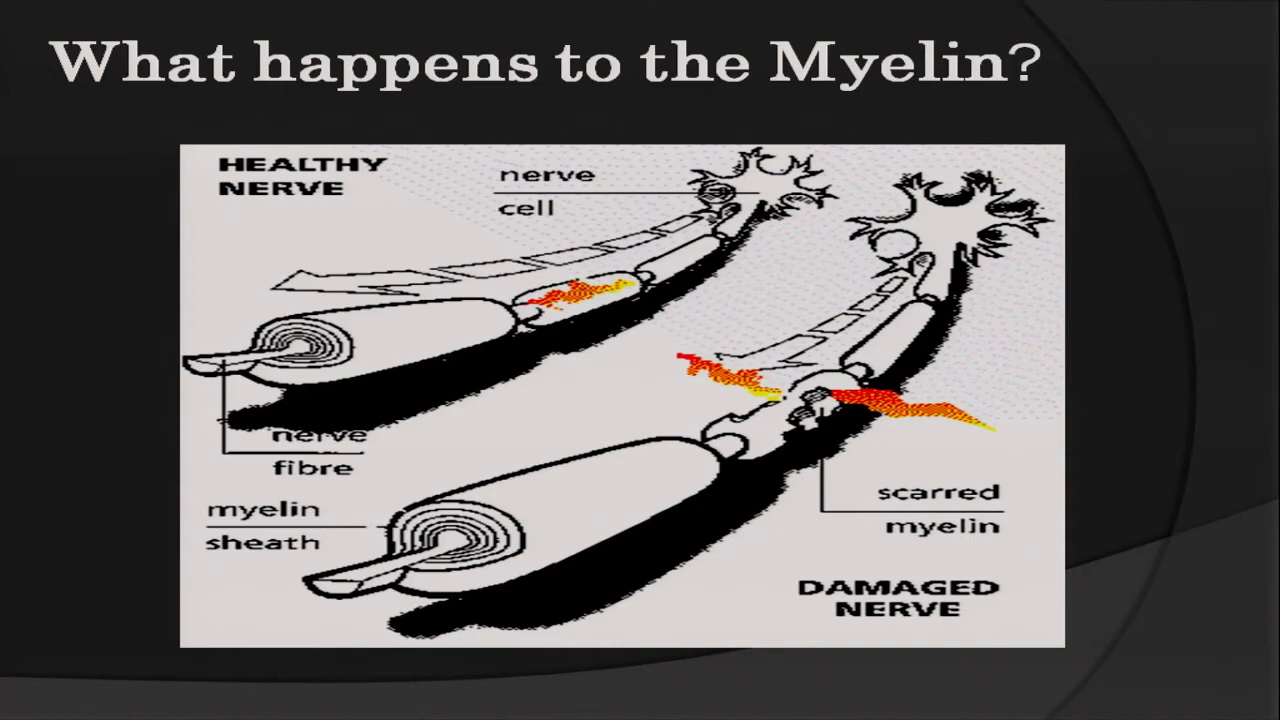 What happens to the Myelin?
HEALTHY
NERVE
nerve
cell
nerve
fibre
myelin
sheath
scarred
myelin
DAMAGED
NERVE